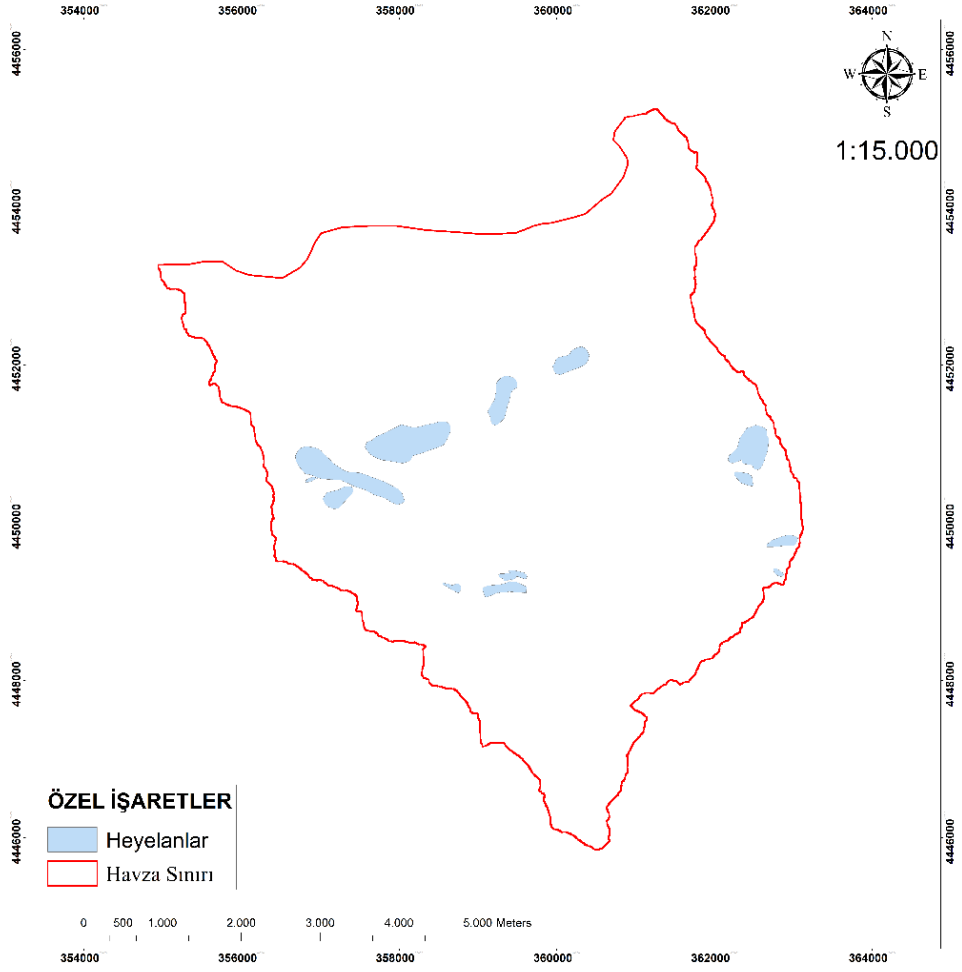 354000 356000 358000 360000 362000 364000
4456000 4456000
N
W E
S
1:15.000
4454000 4454000
4452000 4452000
4450000 4450000
4448000 4448000
ÖZEL İŞARETLER
Heyelanlar
Havza Sınırı
4446000 4446000
0 500 1.000 2.000 3.000 4.000 5.000 Meters
354000 356000 358000 360000 362000 364000